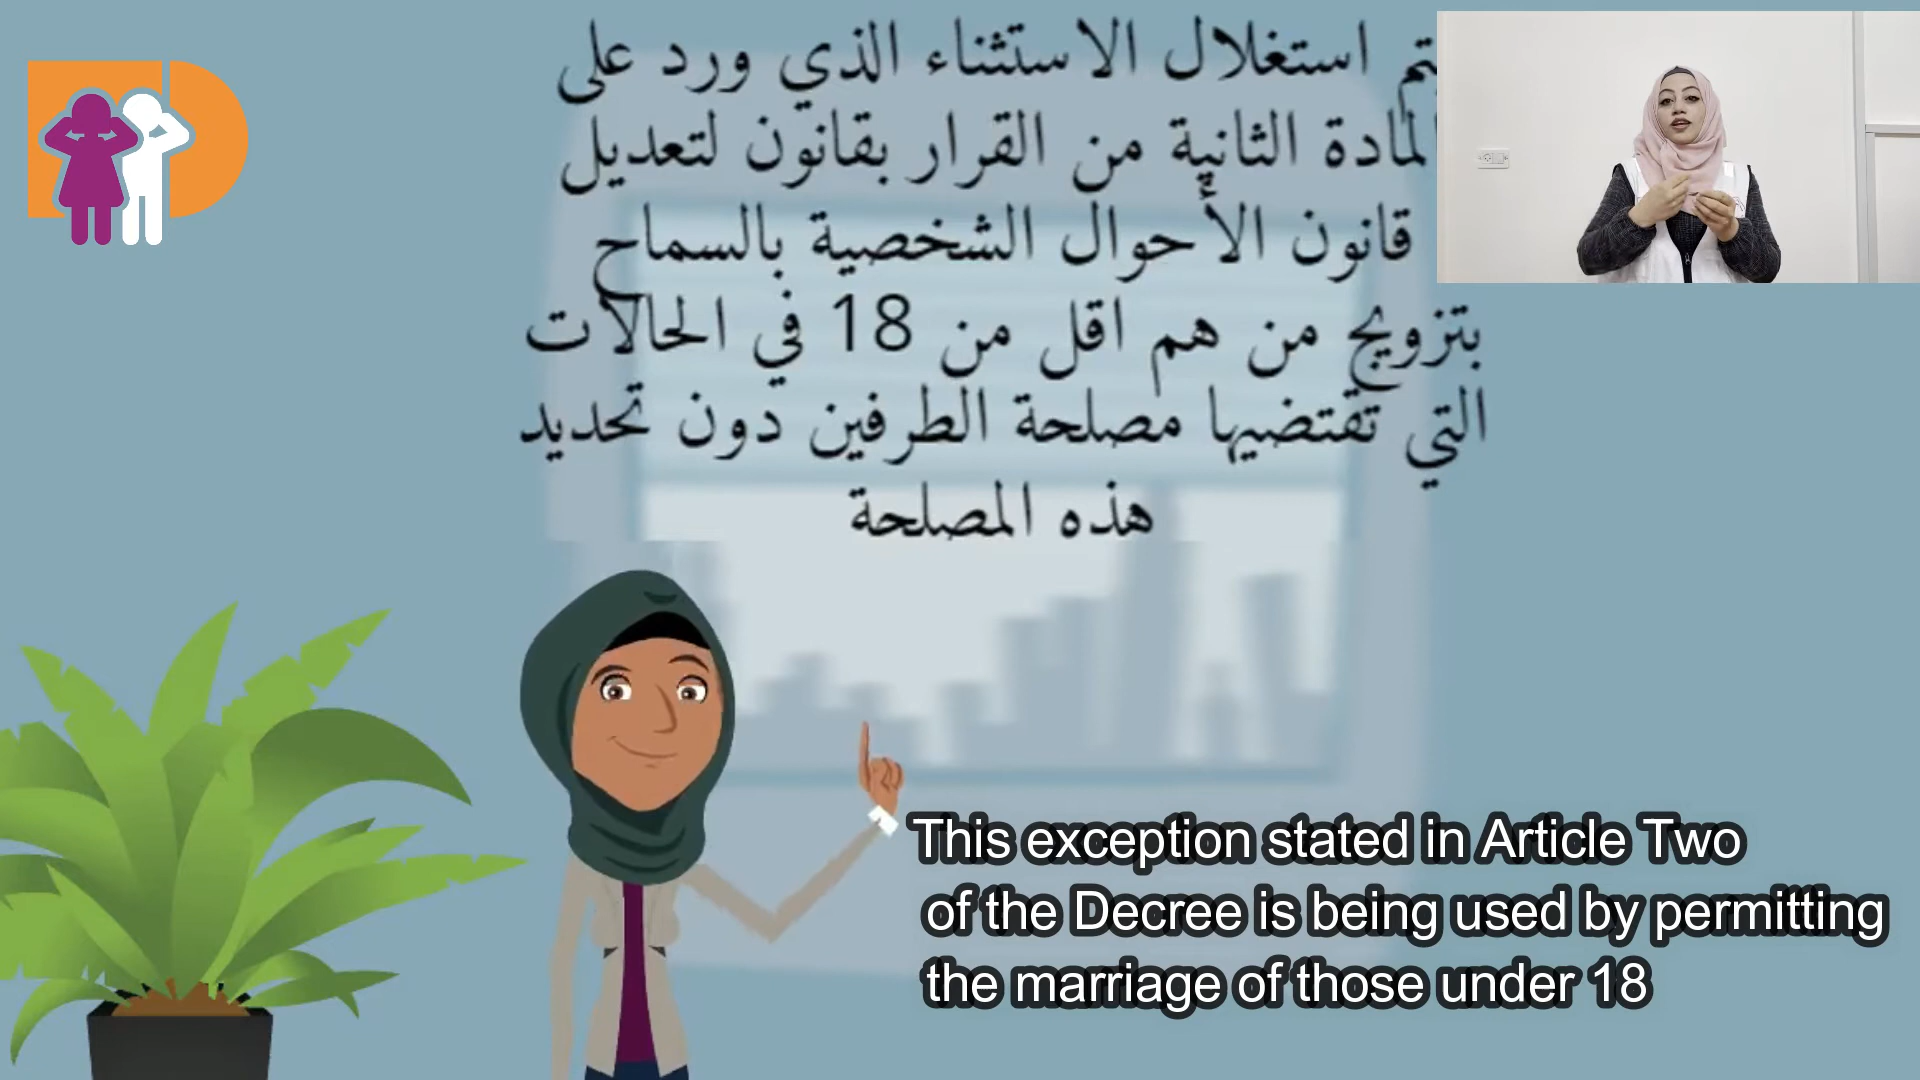 يتم استغلال الاستثناء الذي ورد على
المادة الثانية من القرار بقانون لتعديل
قانون الأحوال الشخصية بالسماح
بتزويج من هم اقل من 18 في الحالات
التي تقتضيها مصلحة الطرفين دون تحديد
هذه المصلحة
This exception stated in Article Two
of the Decree is being used by permitting
the marriage of those under 18